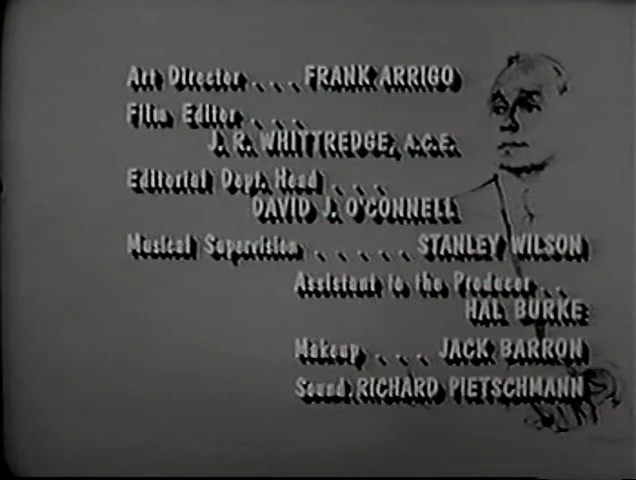 Art Director . . . FRANK ARRIGO
Film Editor . . .
J. R. WHITTREDGE, A.C.E.
Editorial Dept. Head . . .
DAVID J. O'CONNELL
Musical Supervision . . . . . STANLEY WILSON
Assistant to the Producer . .
HAL BURKE
Makeup . . . JACK BARRON
Sound . RICHARD PIETSCHMANN